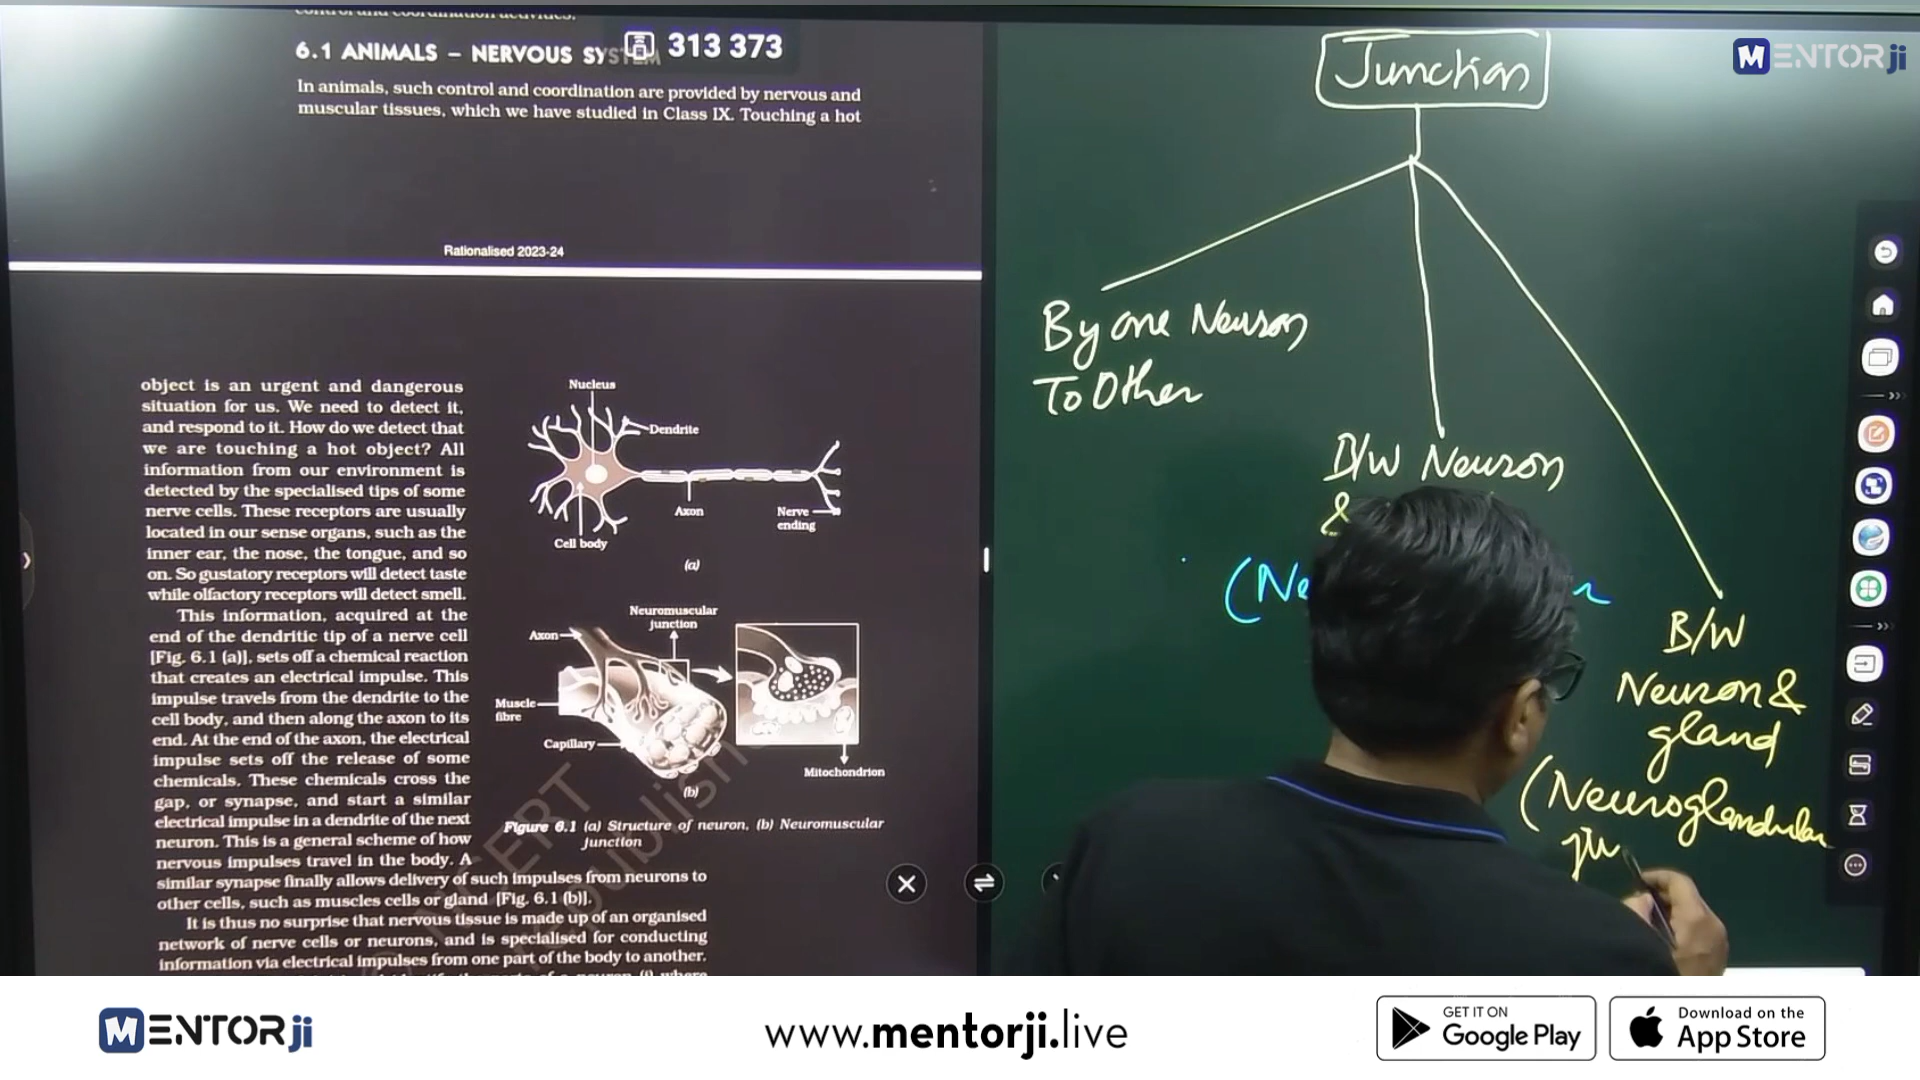 control and coordination activities.
6.1 ANIMALS – NERVOUS SYSTEM
313 373
In animals, such control and coordination are provided by nervous and
muscular tissues, which we have studied in Class IX. Touching a hot
Rationalised 2023-24
object is an urgent and dangerous
situation for us. We need to detect it,
and respond to it. How do we detect that
we are touching a hot object? All
information from our environment is
detected by the specialised tips of some
nerve cells. These receptors are usually
located in our sense organs, such as the
inner ear, the nose, the tongue, and so
on. So gustatory receptors will detect taste
while olfactory receptors will detect smell.
This information, acquired at the
end of the dendritic tip of a nerve cell
[Fig. 6.1 (a)], sets off a chemical reaction
that creates an electrical impulse. This
impulse travels from the dendrite to the
cell body, and then along the axon to its
end. At the end of the axon, the electrical
impulse sets off the release of some
chemicals. These chemicals cross the
gap, or synapse, and start a similar
electrical impulse in a dendrite of the next
neuron. This is a general scheme of how
nervous impulses travel in the body. A
similar synapse finally allows delivery of such impulses from neurons to
other cells, such as muscles cells or gland [Fig. 6.1 (b)].
It is thus no surprise that nervous tissue is made up of an organised
network of nerve cells or neurons, and is specialised for conducting
information via electrical impulses from one part of the body to another.
Nucleus
Dendrite
Axon
Nerve
ending
Cell body
(a)
Neuromuscular
junction
Axon
Muscle
fibre
Capillary
Mitochondrion
(b)
Figure 6.1 (a) Structure of neuron, (b) Neuromuscular
junction
NCERT
republish
Junction
By one Neuron
To Other
B/W Neuron
&
(Ne
B/W
Neuron &
gland
(Neuroglandular
ju
MENTORji
MENTORji
www.mentorji.live
GET IT ON
Google Play
Download on the
App Store